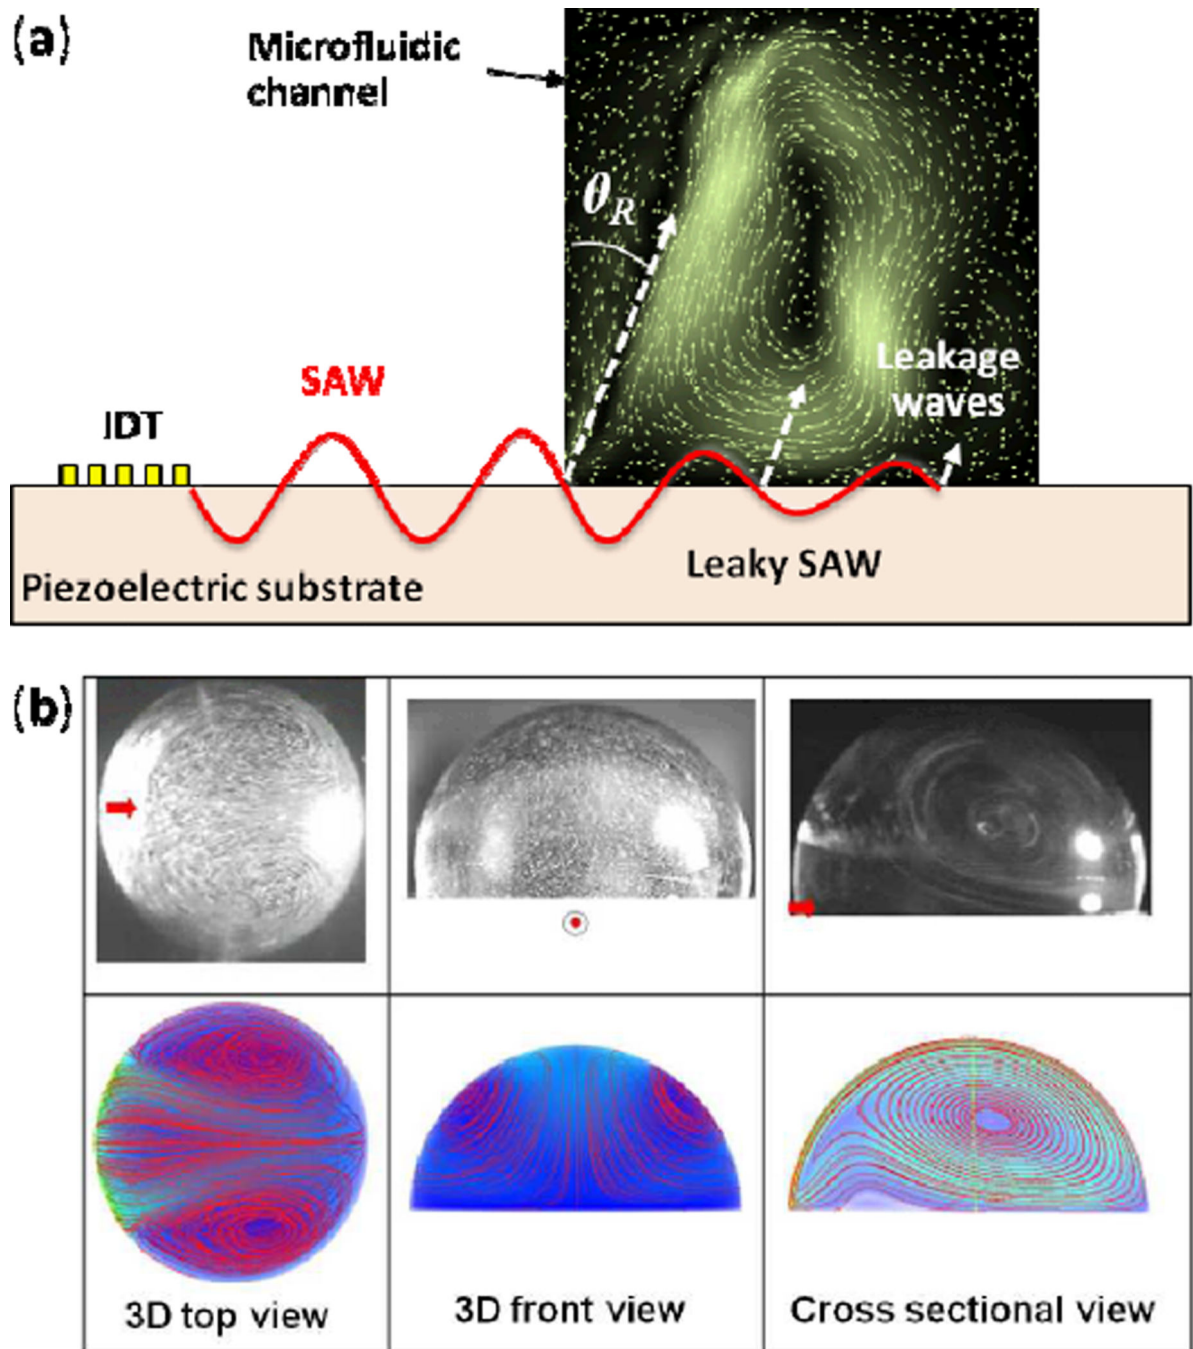 (a)
Microfluidic
channel
θR
SAW
IDT
Leakage
waves
Leaky SAW
Piezoelectric substrate
(b)
3D top view
3D front view
Cross sectional view